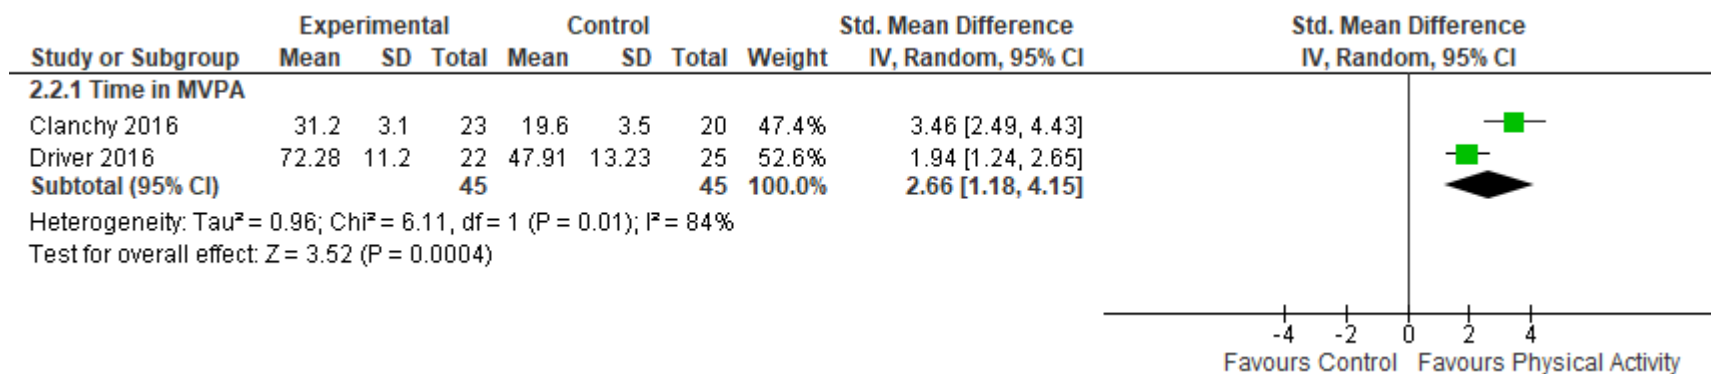 Experimental Control Std. Mean Difference Std. Mean Difference
Study or Subgroup Mean SD Total Mean SD Total Weight IV, Random, 95% CI IV, Random, 95% CI
2.2.1 Time in MVPA
Clanchy 2016 31.2 3.1 23 19.6 3.5 20 47.4% 3.46 [2.49, 4.43]
Driver 2016 72.28 11.2 22 47.91 13.23 25 52.6% 1.94 [1.24, 2.65]
Subtotal (95% CI) 45 45 100.0% 2.66 [1.18, 4.15]
Heterogeneity: Tau² = 0.96; Chi² = 6.11, df = 1 (P = 0.01); I² = 84%
Test for overall effect: Z = 3.52 (P = 0.0004)
-4 -2 0 2 4
Favours Control Favours Physical Activity